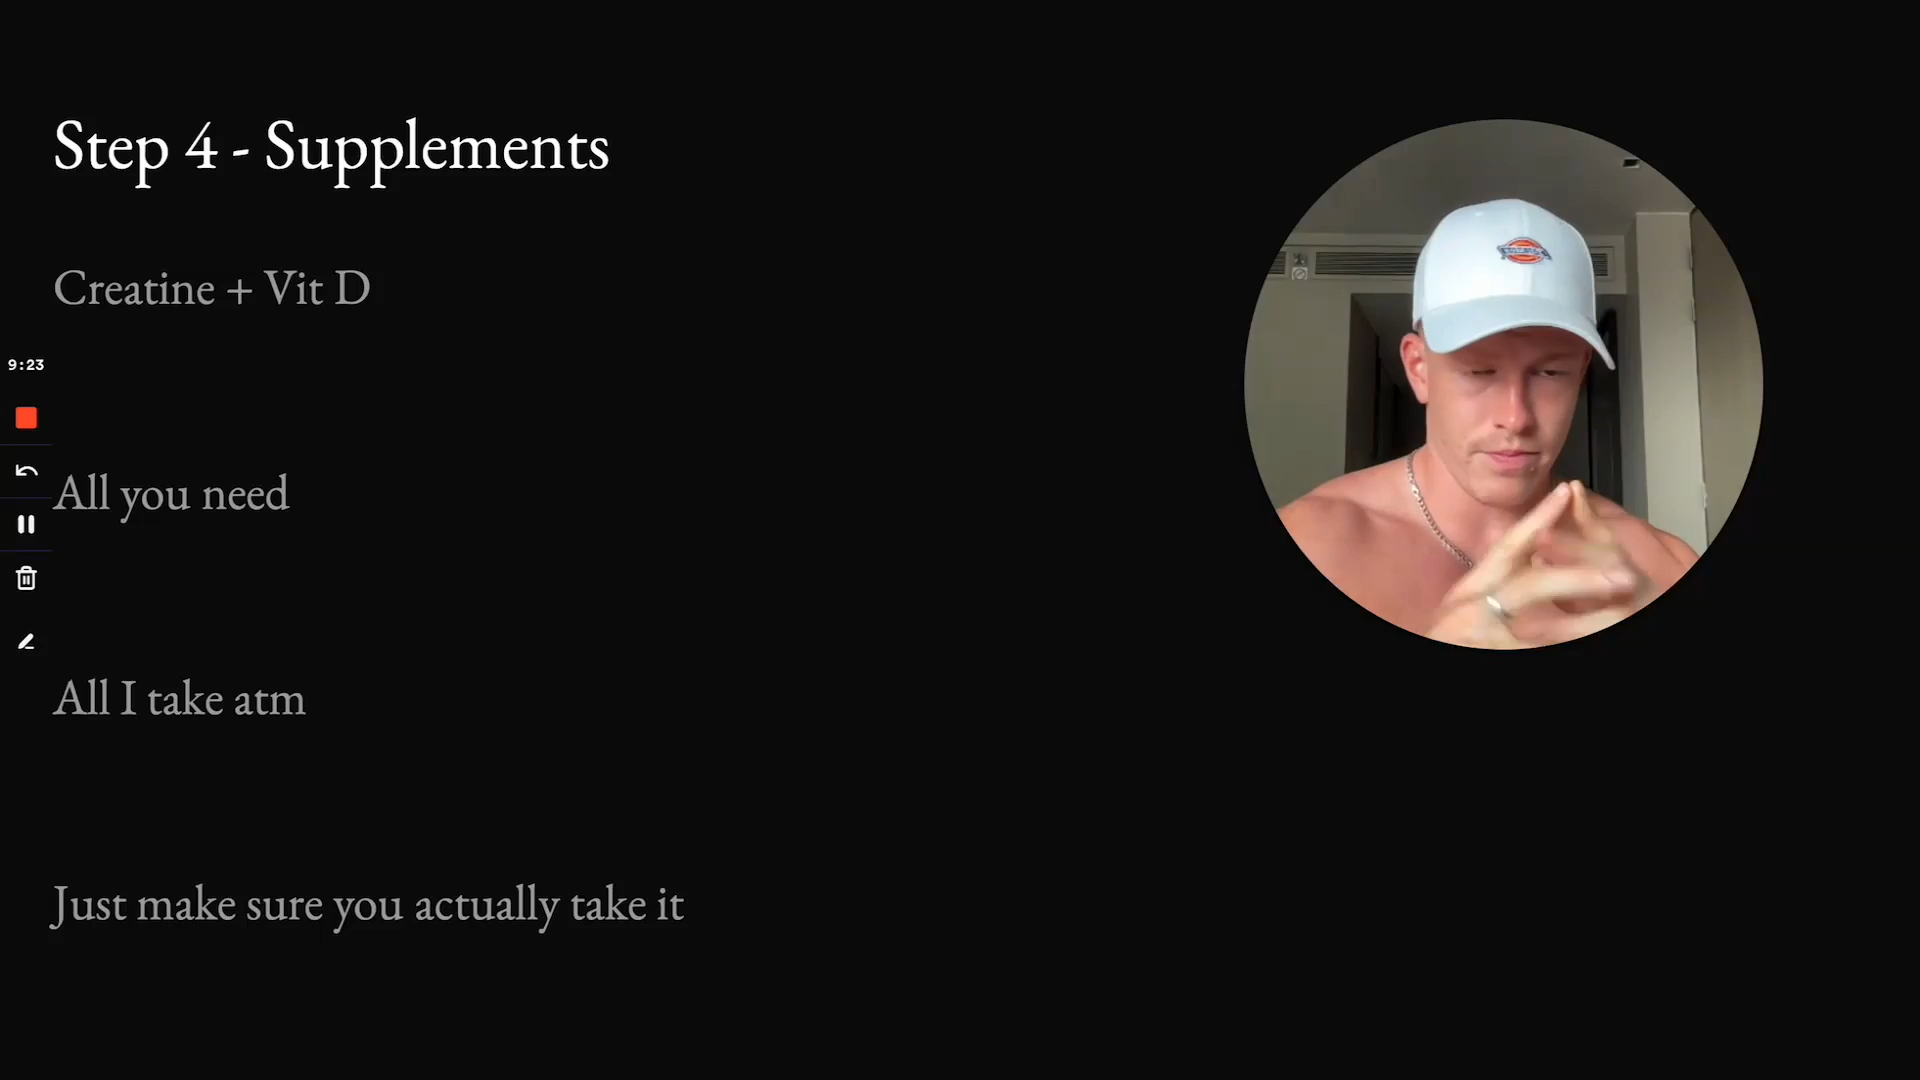 Step 4 - Supplements
Creatine + Vit D
9:23
All you need
All I take atm
Just make sure you actually take it